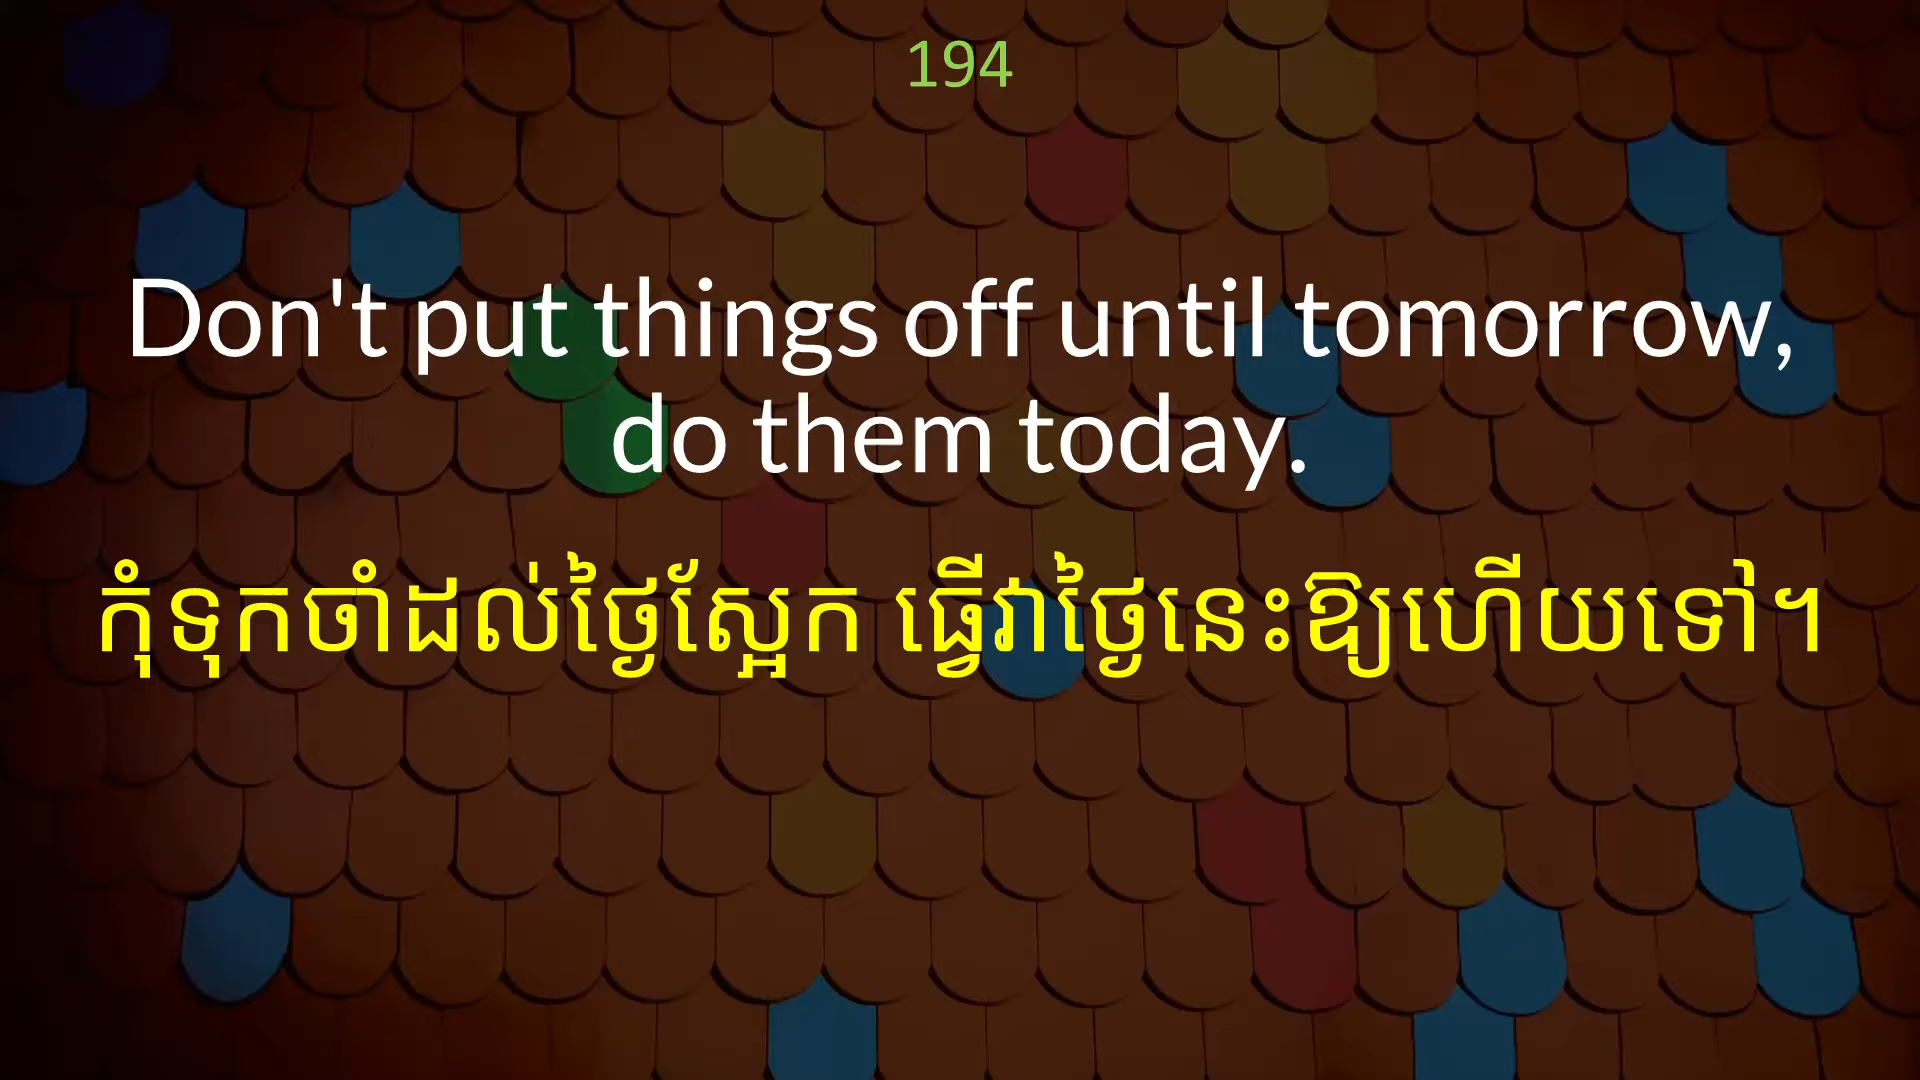 194
Don't put things off until tomorrow,
do them today.
កុំទុកចាំដល់ថ្ងៃស្អែក ធ្វើវាថ្ងៃនេះឱ្យហើយទៅ។